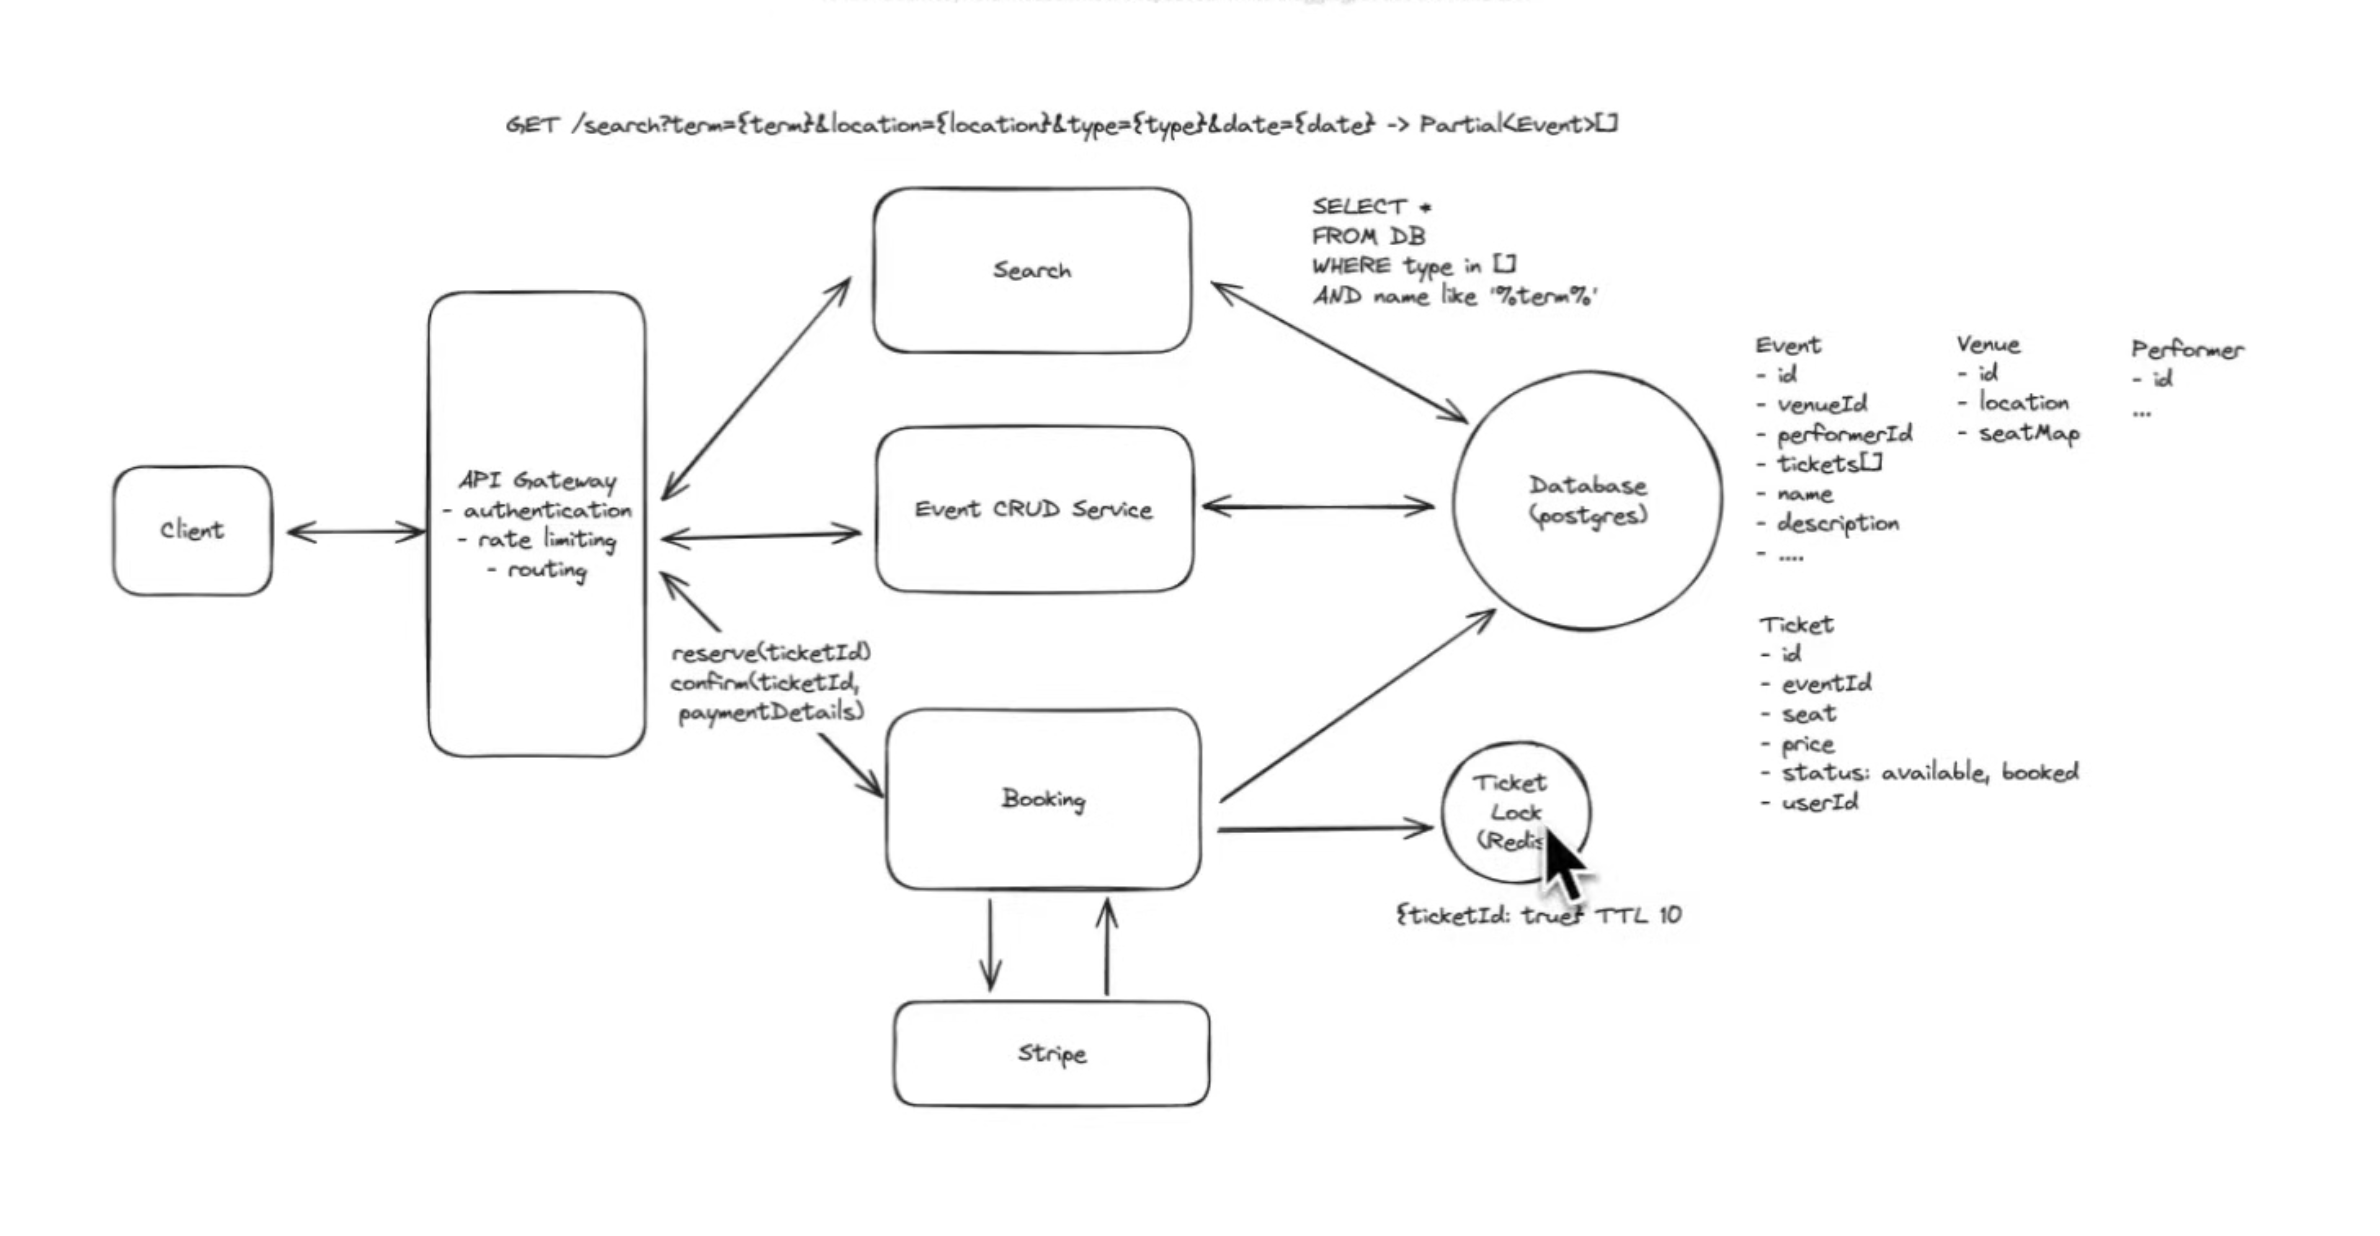 GET /search?term={term}&location={location}&type={type}&date={date} -> Partial<Event>[]
Search
SELECT *
FROM DB
WHERE type in []
AND name like '%term%'
Client
API Gateway
- authentication
- rate limiting
- routing
Event CRUD Service
Database
(postgres)
Event
- id
- venueId
- performerId
- tickets[]
- name
- description
- ....
Venue
- id
- location
- seatMap
Performer
- id
...
reserve(ticketId)
confirm(ticketId,
paymentDetails)
Booking
Ticket
Lock
(Redis
{ticketId: true} TTL 10
Ticket
- id
- eventId
- seat
- price
- status: available, booked
- userId
Stripe